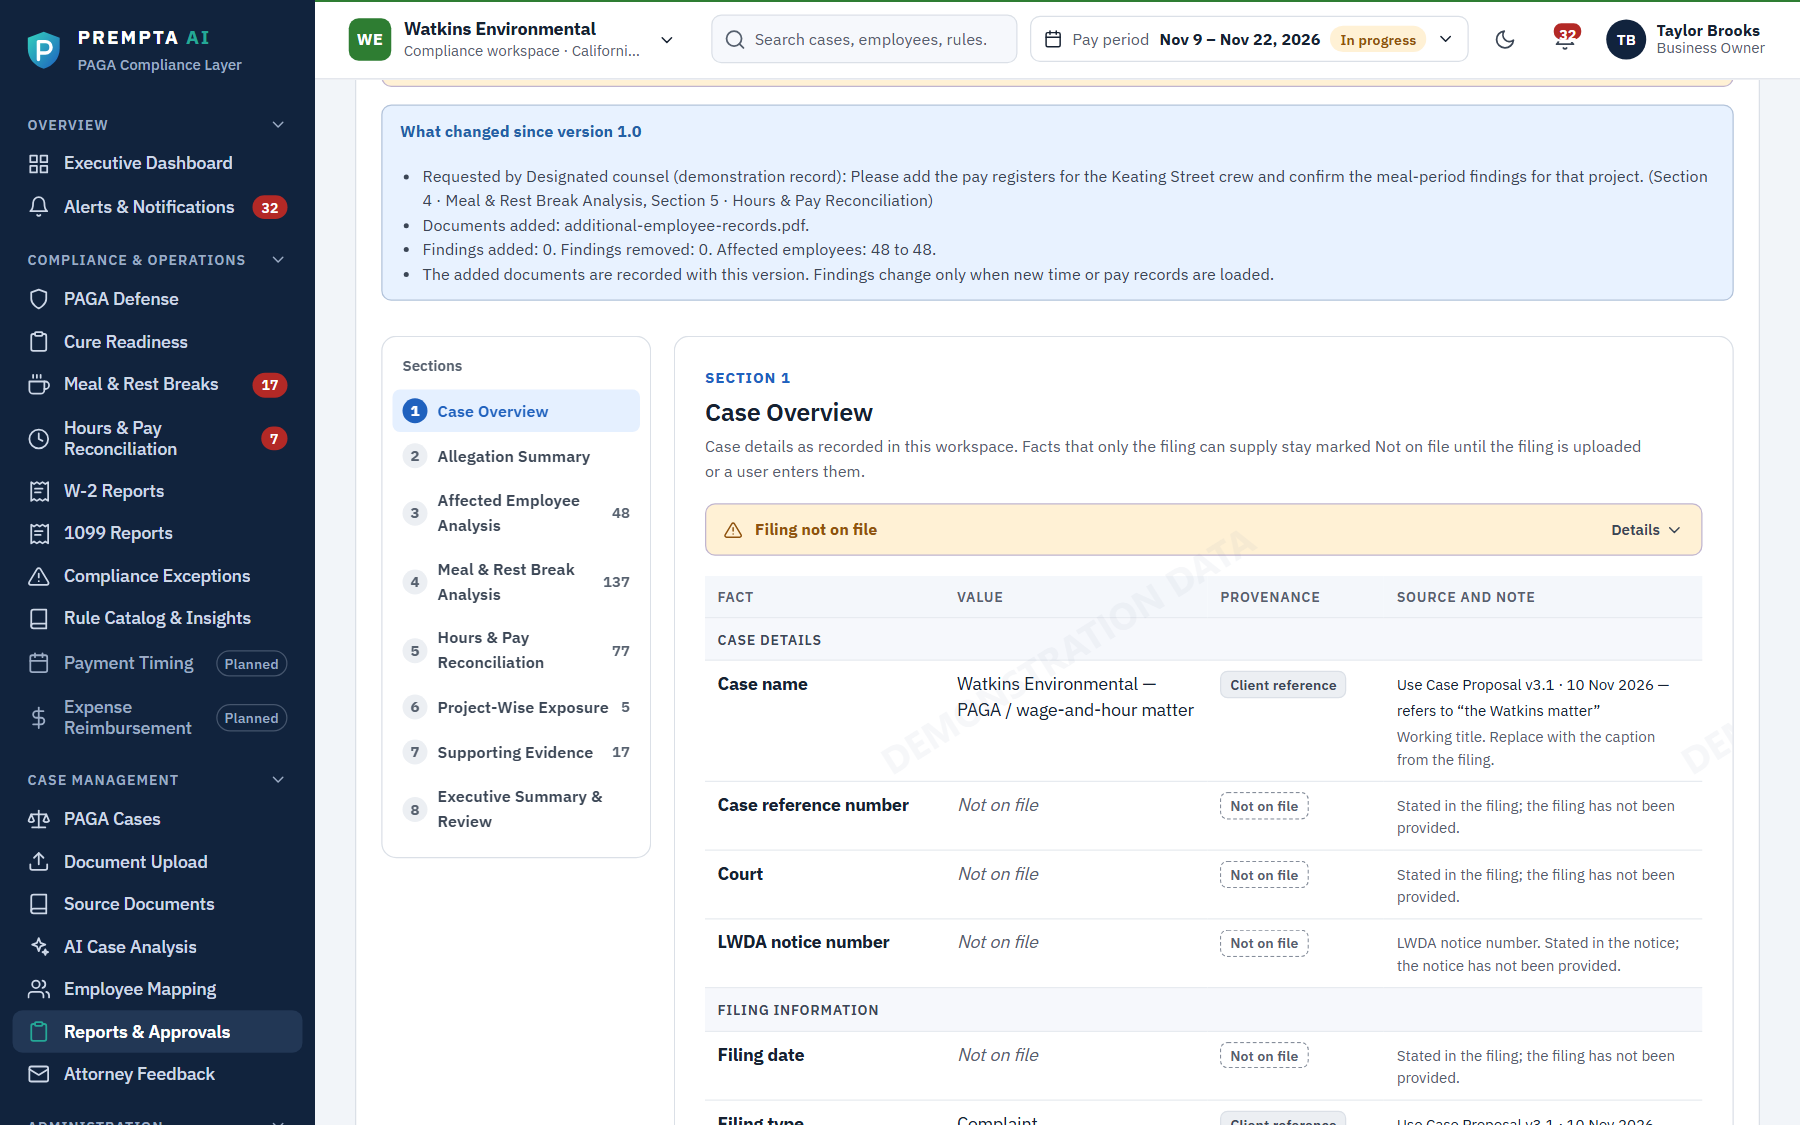 PREMPTA AI
PAGA Compliance Layer
OVERVIEW
Executive Dashboard
Alerts & Notifications 32
COMPLIANCE & OPERATIONS
PAGA Defense
Cure Readiness
Meal & Rest Breaks 17
Hours & Pay
Reconciliation 7
W-2 Reports
1099 Reports
Compliance Exceptions
Rule Catalog & Insights
Payment Timing Planned
Expense
Reimbursement Planned
CASE MANAGEMENT
PAGA Cases
Document Upload
Source Documents
AI Case Analysis
Employee Mapping
Reports & Approvals
Attorney Feedback
WE
Watkins Environmental
Compliance workspace · Californi...
Search cases, employees, rules.
Pay period Nov 9 – Nov 22, 2026 In progress
32
TB
Taylor Brooks
Business Owner
What changed since version 1.0
• Requested by Designated counsel (demonstration record): Please add the pay registers for the Keating Street crew and confirm the meal-period findings for that project. (Section
4 · Meal & Rest Break Analysis, Section 5 · Hours & Pay Reconciliation)
• Documents added: additional-employee-records.pdf.
• Findings added: 0. Findings removed: 0. Affected employees: 48 to 48.
• The added documents are recorded with this version. Findings change only when new time or pay records are loaded.
Sections
1 Case Overview
2 Allegation Summary
3 Affected Employee
Analysis 48
4 Meal & Rest Break
Analysis 137
5 Hours & Pay
Reconciliation 77
6 Project-Wise Exposure 5
7 Supporting Evidence 17
8 Executive Summary &
Review
SECTION 1
Case Overview
Case details as recorded in this workspace. Facts that only the filing can supply stay marked Not on file until the filing is uploaded
or a user enters them.
Filing not on file Details
FACT VALUE PROVENANCE SOURCE AND NOTE
CASE DETAILS
Case name Watkins Environmental — Client reference Use Case Proposal v3.1 · 10 Nov 2026 —
PAGA / wage-and-hour matter refers to “the Watkins matter”
Working title. Replace with the caption
from the filing.
Case reference number Not on file Not on file Stated in the filing; the filing has not been
provided.
Court Not on file Not on file Stated in the filing; the filing has not been
provided.
LWDA notice number Not on file Not on file LWDA notice number. Stated in the notice;
the notice has not been provided.
FILING INFORMATION
Filing date Not on file Not on file Stated in the filing; the filing has not been
provided.
Filing type Complaint Client reference Use Case Proposal v3.1 · 10 Nov 2026 —
DEMONSTRATION DATA
ADMINISTRATION